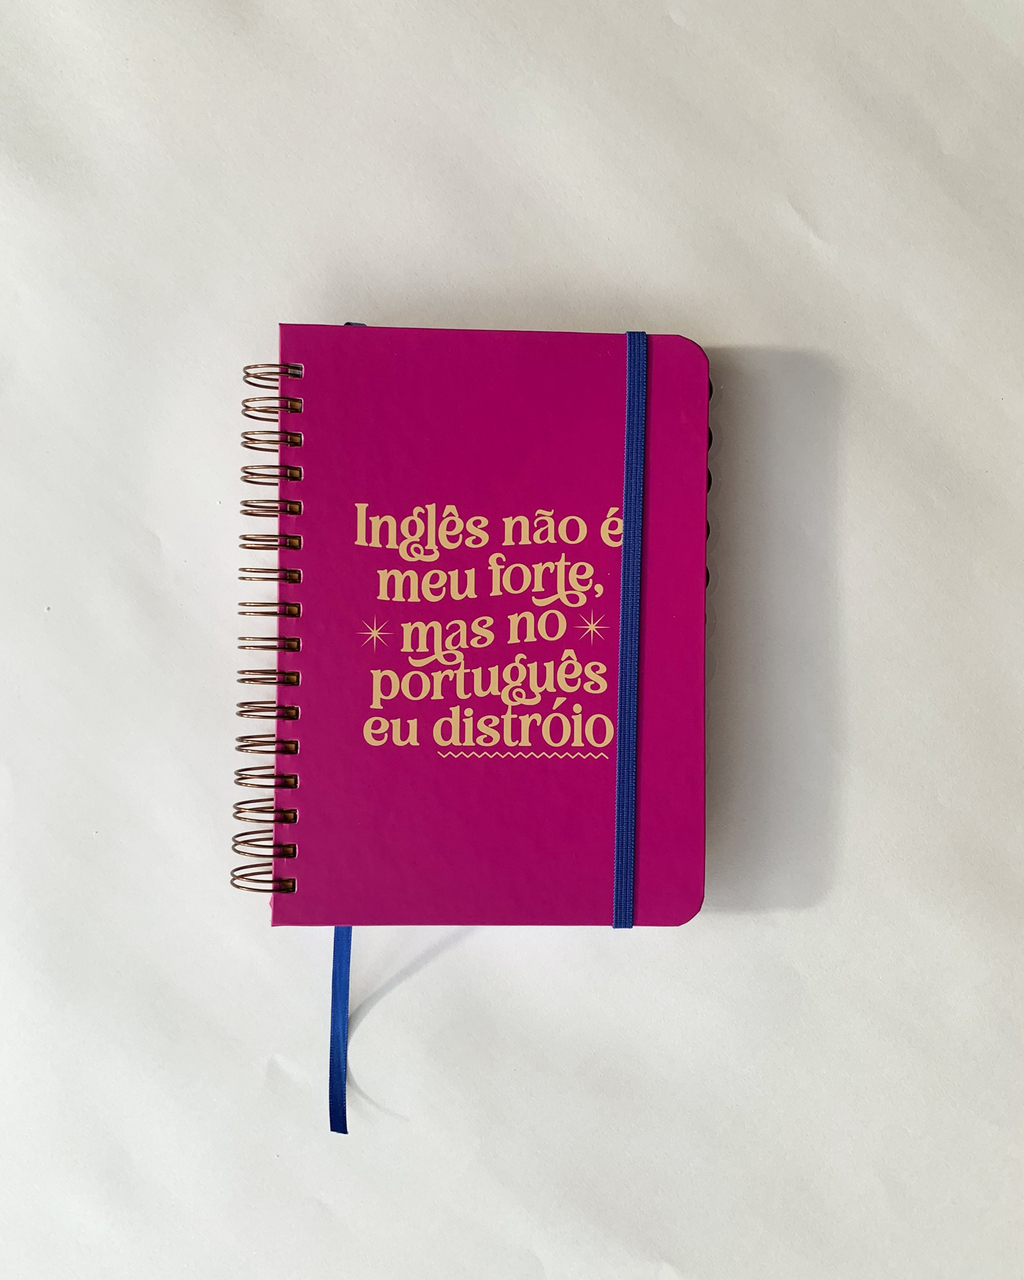 Inglês não é
meu forte,
mas no
português
eu distróio